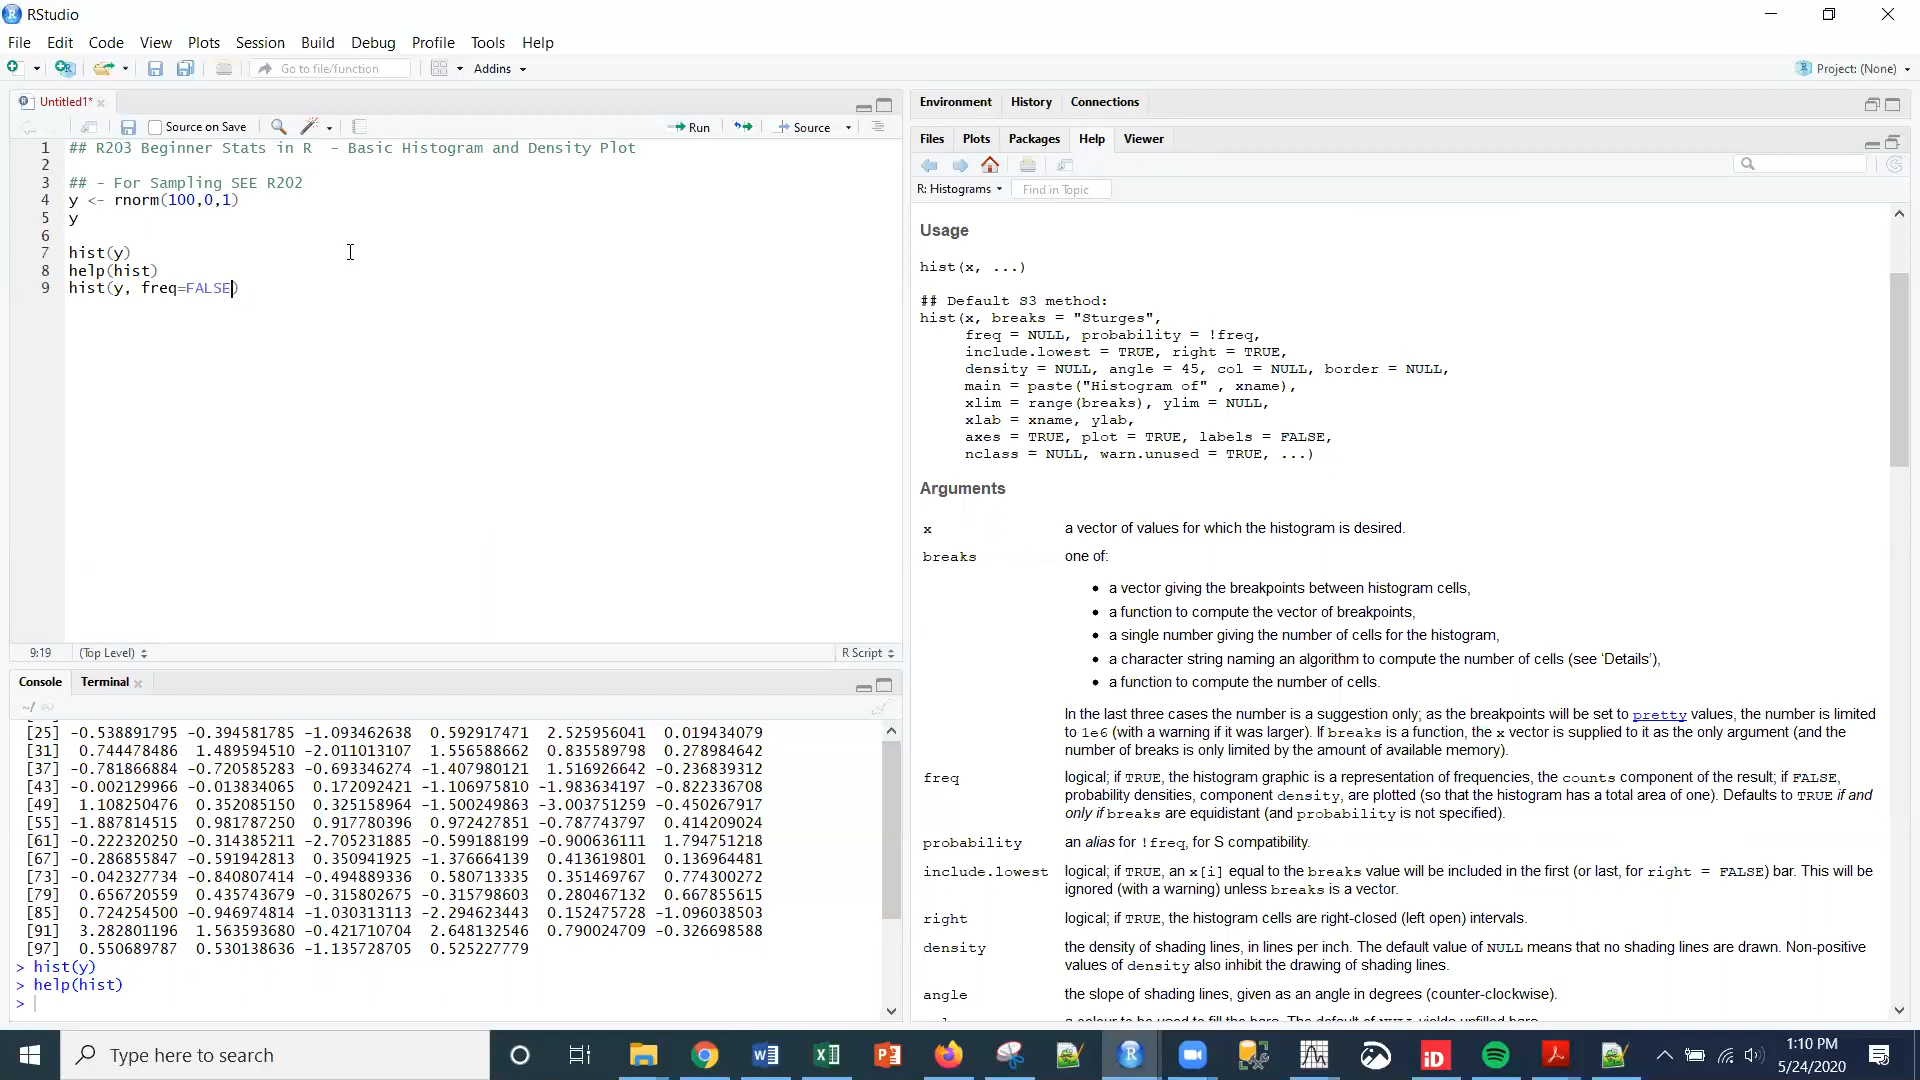 RStudio
File Edit Code View Plots Session Build Debug Profile Tools Help
Go to file/function Addins Project: (None)
Untitled1*
Source on Save Run Source
1 ## R203 Beginner Stats in R  - Basic Histogram and Density Plot
2
3 ## - For Sampling SEE R202
4 y <- rnorm(100,0,1)
5 y
6
7 hist(y)
8 help(hist)
9 hist(y, freq=FALSE)
9:19 (Top Level) R Script
Console Terminal
~/
[25] -0.538891795 -0.394581785 -1.093462638 0.592917471 2.525956041 0.019434079
[31] 0.744478486 1.489594510 -2.011013107 1.556588662 0.835589798 0.278984642
[37] -0.781866884 -0.720585283 -0.693346274 -1.407980121 1.516926642 -0.236839312
[43] -0.002129966 -0.013834065 0.172092421 -1.106975810 -1.983634197 -0.822336708
[49] 1.108250476 0.352085150 0.325158964 -1.500249863 -3.003751259 -0.450267917
[55] -1.887814515 0.981787250 0.917780396 0.972427851 -0.787743797 0.414209024
[61] -0.222320250 -0.314385211 -2.705231885 -0.599188199 -0.900636111 1.794751218
[67] -0.286855847 -0.591942813 0.350941925 -1.376664139 0.413619801 0.136964481
[73] -0.042327734 -0.840807414 -0.494889336 0.580713335 0.351469767 0.774300272
[79] 0.656720559 0.435743679 -0.315802675 -0.315798603 0.280467132 0.667855615
[85] 0.724254500 -0.946974814 -1.030313113 -2.294623443 0.152475728 -1.096038503
[91] 3.282801196 1.563593680 -0.421710704 2.648132546 0.790024709 -0.326698588
[97] 0.550689787 0.530138636 -1.135728705 0.525227779
> hist(y)
> help(hist)
>
Environment History Connections
Files Plots Packages Help Viewer
R: Histograms Find in Topic
Usage
hist(x, ...)
## Default S3 method:
hist(x, breaks = "Sturges",
freq = NULL, probability = !freq,
include.lowest = TRUE, right = TRUE,
density = NULL, angle = 45, col = NULL, border = NULL,
main = paste("Histogram of" , xname),
xlim = range(breaks), ylim = NULL,
xlab = xname, ylab,
axes = TRUE, plot = TRUE, labels = FALSE,
nclass = NULL, warn.unused = TRUE, ...)
Arguments
x a vector of values for which the histogram is desired.
breaks one of:
• a vector giving the breakpoints between histogram cells,
• a function to compute the vector of breakpoints,
• a single number giving the number of cells for the histogram,
• a character string naming an algorithm to compute the number of cells (see ‘Details’),
• a function to compute the number of cells.
In the last three cases the number is a suggestion only; as the breakpoints will be set to pretty values, the number is limited
to 1e6 (with a warning if it was larger). If breaks is a function, the x vector is supplied to it as the only argument (and the
number of breaks is only limited by the amount of available memory).
freq logical; if TRUE, the histogram graphic is a representation of frequencies, the counts component of the result; if FALSE,
probability densities, component density, are plotted (so that the histogram has a total area of one). Defaults to TRUE if and
only if breaks are equidistant (and probability is not specified).
probability an alias for !freq, for S compatibility.
include.lowest logical; if TRUE, an x[i] equal to the breaks value will be included in the first (or last, for right = FALSE) bar. This will be
ignored (with a warning) unless breaks is a vector.
right logical; if TRUE, the histogram cells are right-closed (left open) intervals.
density the density of shading lines, in lines per inch. The default value of NULL means that no shading lines are drawn. Non-positive
values of density also inhibit the drawing of shading lines.
angle the slope of shading lines, given as an angle in degrees (counter-clockwise).
Type here to search
1:10 PM
5/24/2020